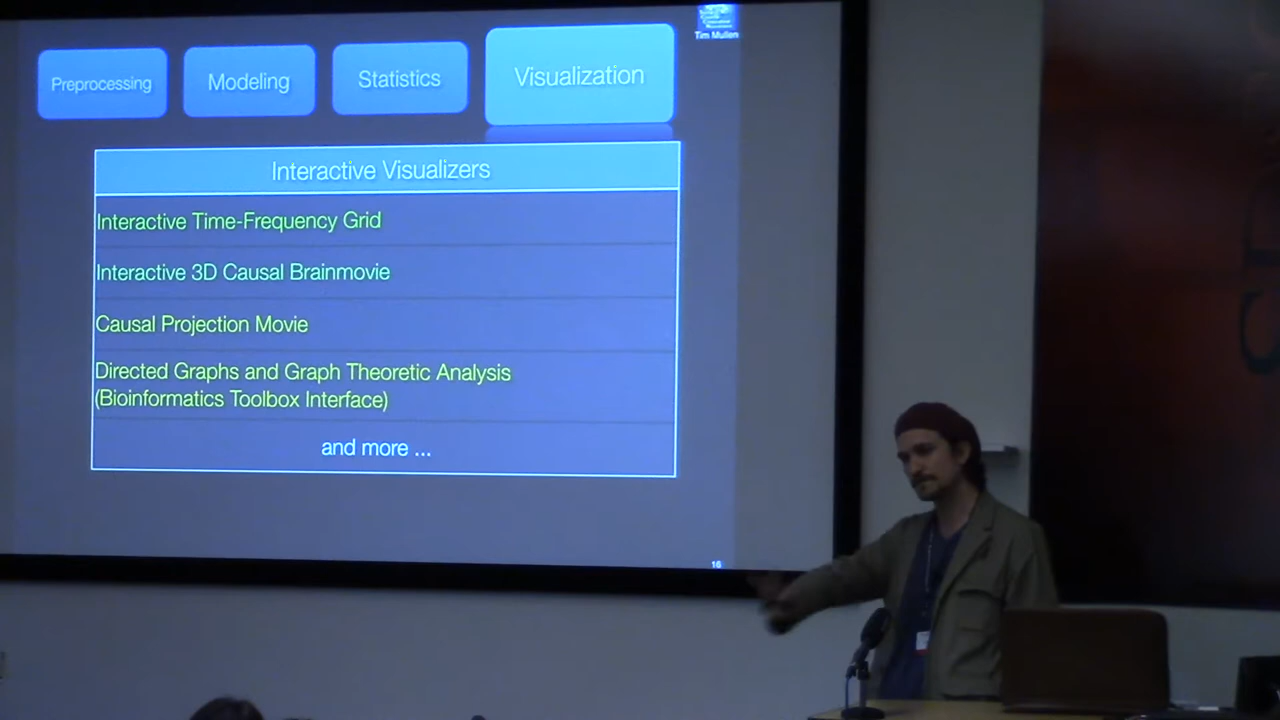 Tim Mullen
Preprocessing
Modeling
Statistics
Visualization
Interactive Visualizers
Interactive Time-Frequency Grid
Interactive 3D Causal Brainmovie
Causal Projection Movie
Directed Graphs and Graph Theoretic Analysis
(Bioinformatics Toolbox Interface)
and more ...
16